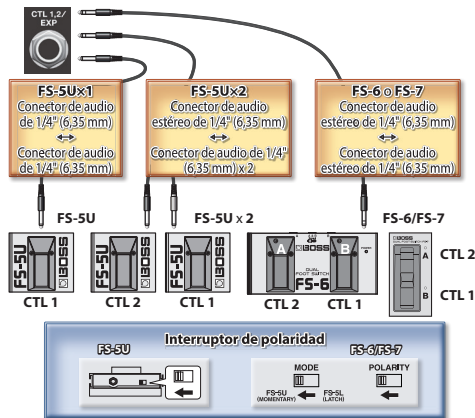 CTL 1,2/
EXP
FS-5U×1
Conector de audio
de 1/4" (6,35 mm)
Conector de audio
de 1/4" (6,35 mm)
FS-5U×2
Conector de audio
estéreo de 1/4" (6,35 mm)
Conector de audio de 1/4"
(6,35 mm) x 2
FS-6 o FS-7
Conector de audio
estéreo de 1/4" (6,35 mm)
Conector de audio
estéreo de 1/4" (6,35 mm)
FS-5U
FS-5U x 2
FS-6/FS-7
FS-5U
BOSS
CTL 1
FS-5U
BOSS
CTL 2
FS-5U
BOSS
CTL 1
A
BOSS
B
DUAL
FOOT SWITCH
FS-6
CTL 2
CTL 1
BOSS
A
B
CTL 2
CTL 1
Interruptor de polaridad
FS-5U
FS-6/FS-7
MODE
POLARITY
FS-5U
(MOMENTARY)
FS-5L
(LATCH)